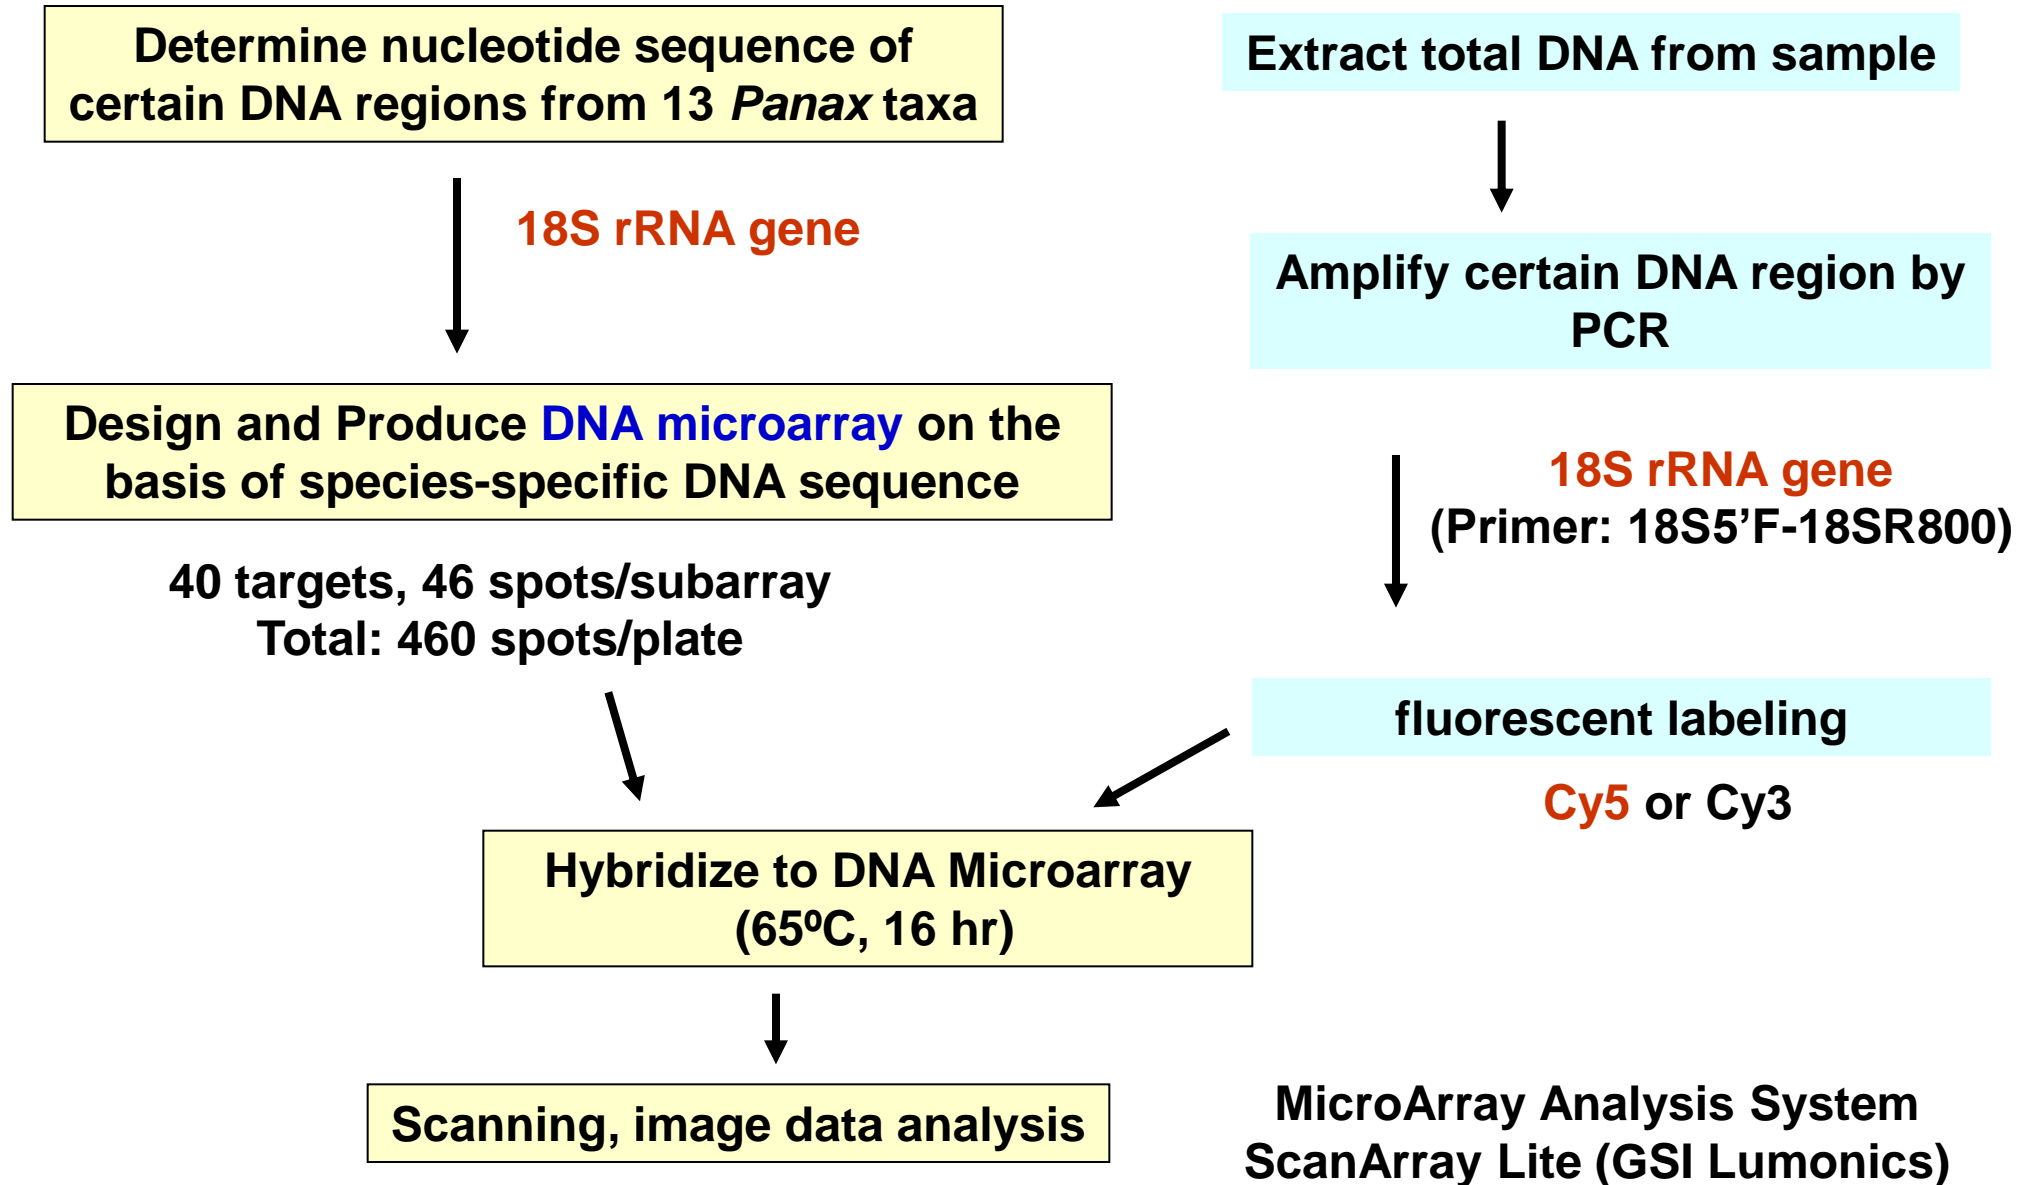 Determine nucleotide sequence of
certain DNA regions from 13 Panax taxa
18S rRNA gene
Design and Produce DNA microarray on the
basis of species-specific DNA sequence
40 targets, 46 spots/subarray
Total: 460 spots/plate
Extract total DNA from sample
Amplify certain DNA region by
PCR
18S rRNA gene
(Primer: 18S5’F-18SR800)
fluorescent labeling
Cy5 or Cy3
Hybridize to DNA Microarray
(65⁰C, 16 hr)
Scanning, image data analysis
MicroArray Analysis System
ScanArray Lite (GSI Lumonics)